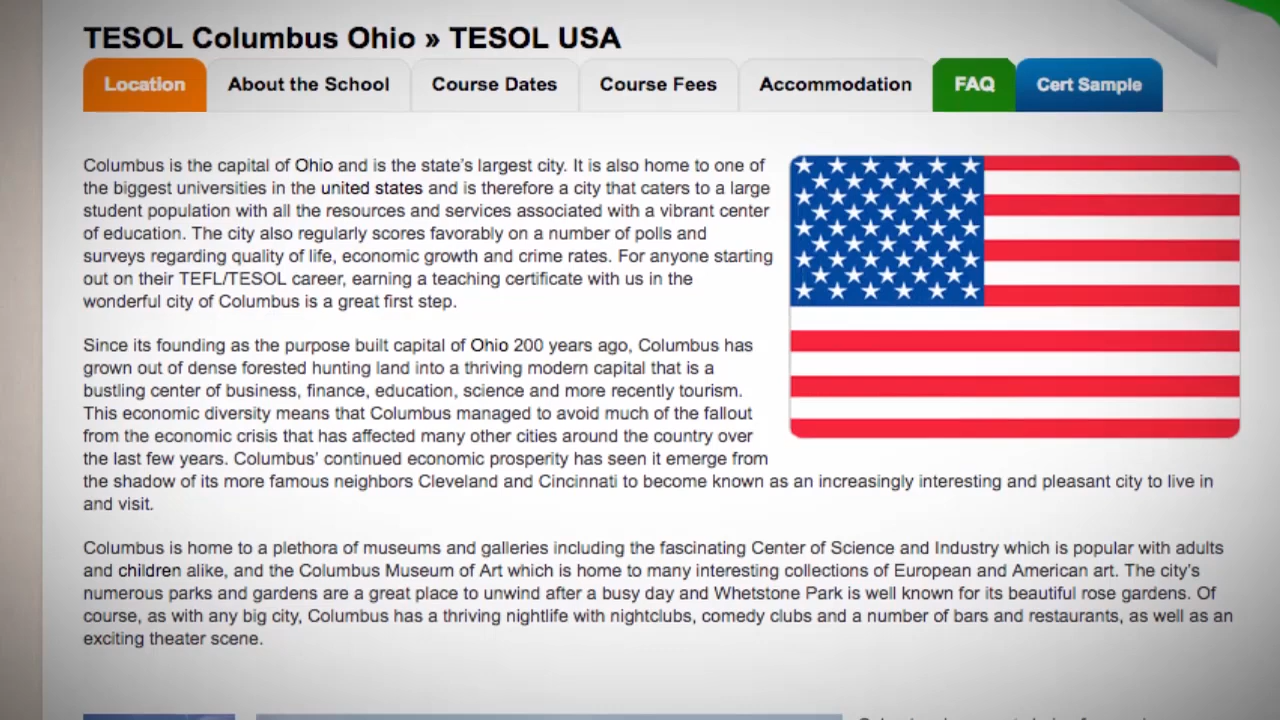 TESOL Columbus Ohio » TESOL USA
Location About the School Course Dates Course Fees Accommodation FAQ Cert Sample
Columbus is the capital of Ohio and is the state's largest city. It is also home to one of
the biggest universities in the united states and is therefore a city that caters to a large
student population with all the resources and services associated with a vibrant center
of education. The city also regularly scores favorably on a number of polls and
surveys regarding quality of life, economic growth and crime rates. For anyone starting
out on their TEFL/TESOL career, earning a teaching certificate with us in the
wonderful city of Columbus is a great first step.
Since its founding as the purpose built capital of Ohio 200 years ago, Columbus has
grown out of dense forested hunting land into a thriving modern capital that is a
bustling center of business, finance, education, science and more recently tourism.
This economic diversity means that Columbus managed to avoid much of the fallout
from the economic crisis that has affected many other cities around the country over
the last few years. Columbus' continued economic prosperity has seen it emerge from
the shadow of its more famous neighbors Cleveland and Cincinnati to become known as an increasingly interesting and pleasant city to live in
and visit.
Columbus is home to a plethora of museums and galleries including the fascinating Center of Science and Industry which is popular with adults
and children alike, and the Columbus Museum of Art which is home to many interesting collections of European and American art. The city's
numerous parks and gardens are a great place to unwind after a busy day and Whetstone Park is well known for its beautiful rose gardens. Of
course, as with any big city, Columbus has a thriving nightlife with nightclubs, comedy clubs and a number of bars and restaurants, as well as an
exciting theater scene.